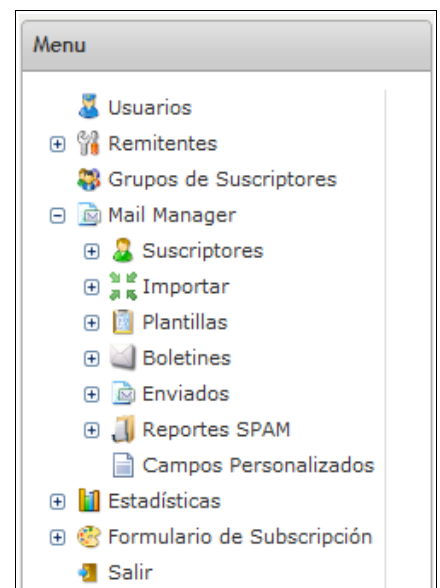 Menu
Usuarios
Remitentes
Grupos de Suscriptores
Mail Manager
Suscriptores
Importar
Plantillas
Boletines
Enviados
Reportes SPAM
Campos Personalizados
Estadísticas
Formulario de Subscripción
Salir